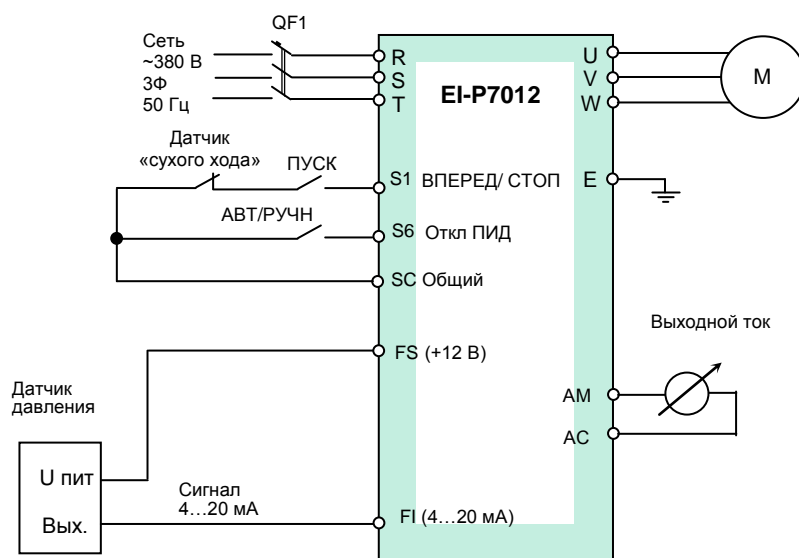 QF1
Сеть
~380 В
3Ф
50 Гц
R
S
T
EI-P7012
U
V
W
M
Датчик
«сухого хода»
ПУСК
S1 ВПЕРЕД/ СТОП
E
АВТ/РУЧН
S6 Откл ПИД
SC Общий
Выходной ток
FS (+12 В)
AM
AC
Датчик
давления
U пит
Вых.
Сигнал
4...20 мА
FI (4...20 мА)